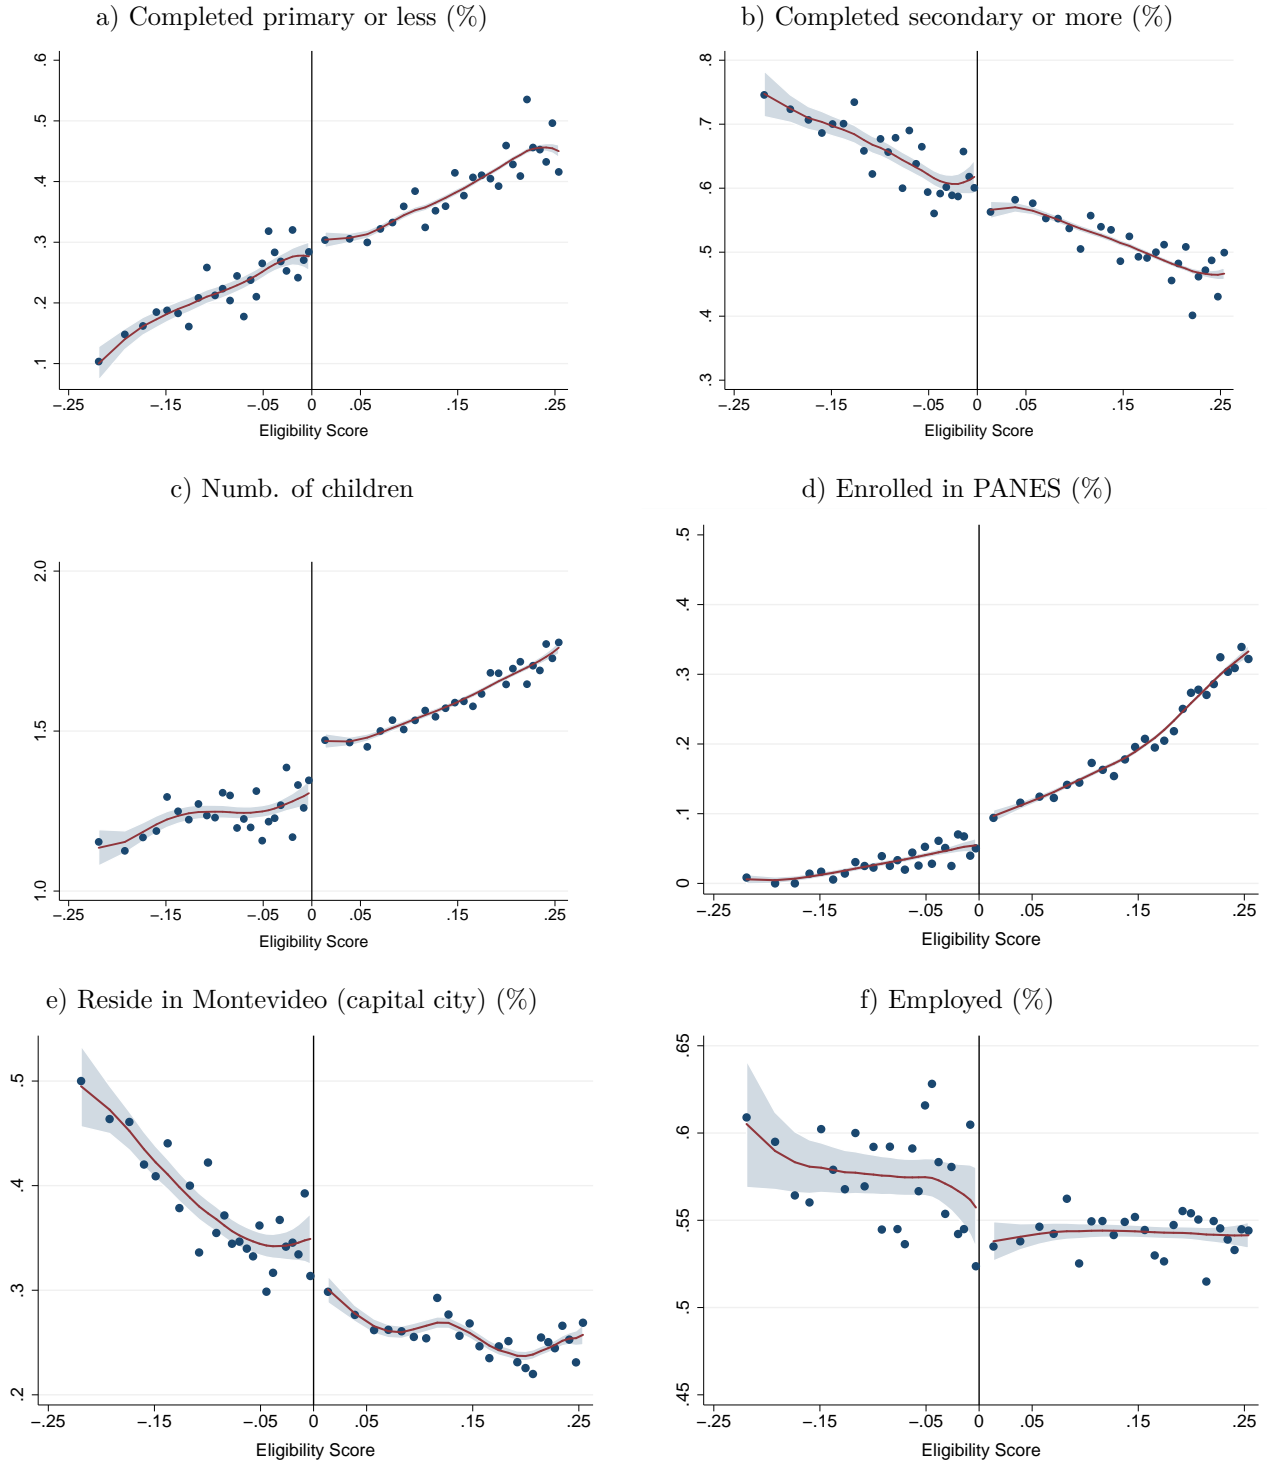 a) Completed primary or less (%)
.6
.5
.4
.3
.2
.1
−.25 −.15 −.05 0 .05 .15 .25
Eligibility Score
b) Completed secondary or more (%)
.8
.7
.6
.5
.4
.3
−.25 −.15 −.05 0 .05 .15 .25
Eligibility Score
c) Numb. of children
2.0
1.5
1.0
−.25 −.15 −.05 0 .05 .15 .25
Eligibility Score
d) Enrolled in PANES (%)
.5
.4
.3
.2
.1
0
−.25 −.15 −.05 0 .05 .15 .25
Eligibility Score
e) Reside in Montevideo (capital city) (%)
.5
.4
.3
.2
−.25 −.15 −.05 0 .05 .15 .25
Eligibility Score
f) Employed (%)
.65
.6
.55
.5
.45
−.25 −.15 −.05 0 .05 .15 .25
Eligibility Score